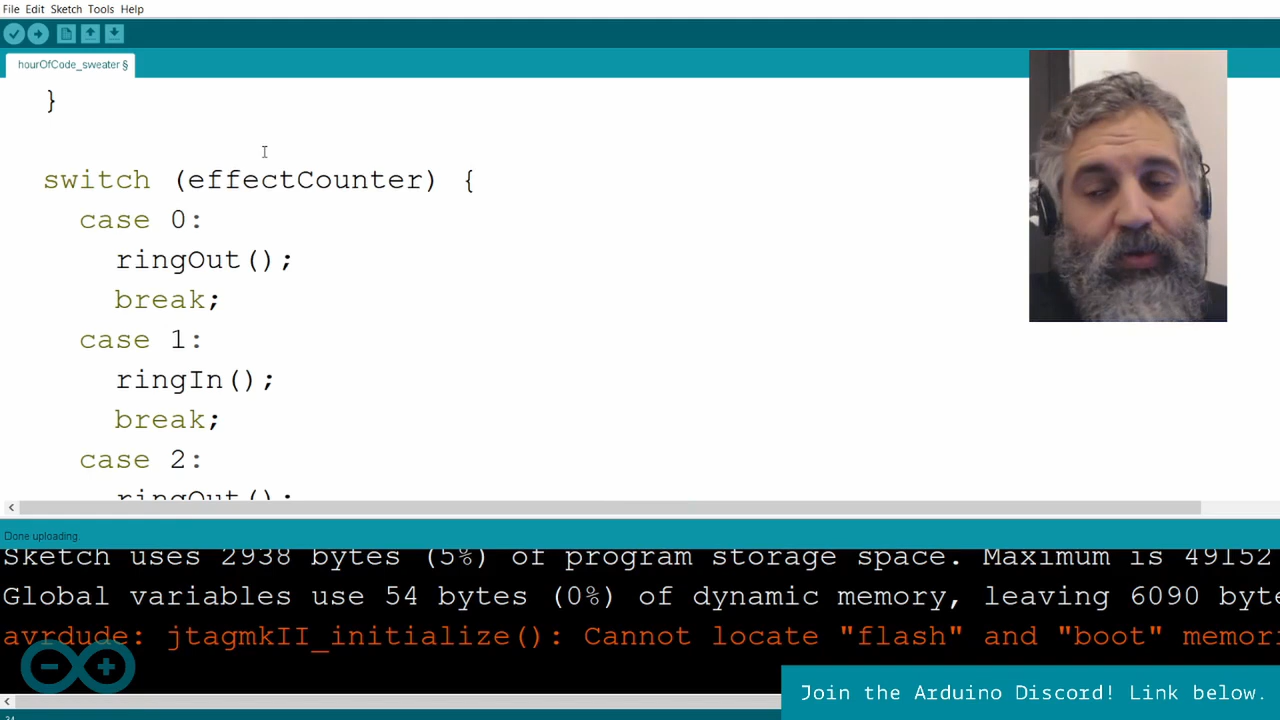 File Edit Sketch Tools Help
hourOfCode_sweater §
}
switch (effectCounter) {
case 0:
ringOut();
break;
case 1:
ringIn();
break;
case 2:
ringOut();
Done uploading.
Sketch uses 2938 bytes (5%) of program storage space. Maximum is 49152
Global variables use 54 bytes (0%) of dynamic memory, leaving 6090 byte
avrdude: jtagmkII_initialize(): Cannot locate "flash" and "boot" memori
Join the Arduino Discord! Link below.